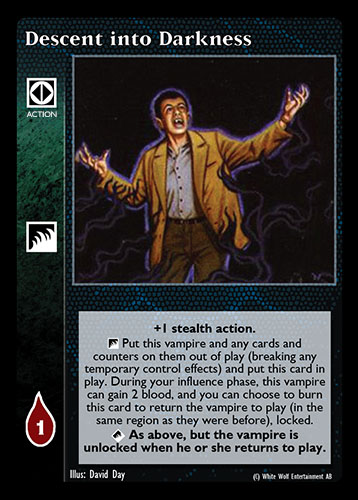 Descent into Darkness
ACTION
+1 stealth action.
Put this vampire and any cards and
counters on them out of play (breaking any
temporary control effects) and put this card in
play. During your influence phase, this vampire
can gain 2 blood, and you can choose to burn
this card to return the vampire to play (in the
same region as they were before), locked.
As above, but the vampire is
unlocked when he or she returns to play.
1
Illus: David Day
(C) White Wolf Entertainment AB